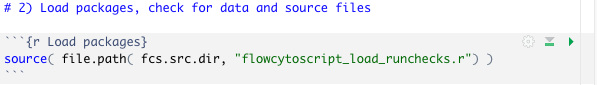 # 2) Load packages, check for data and source files
```{r Load packages}
source( file.path( fcs.src.dir, "flowcytoscript_load_runchecks.r") )
```